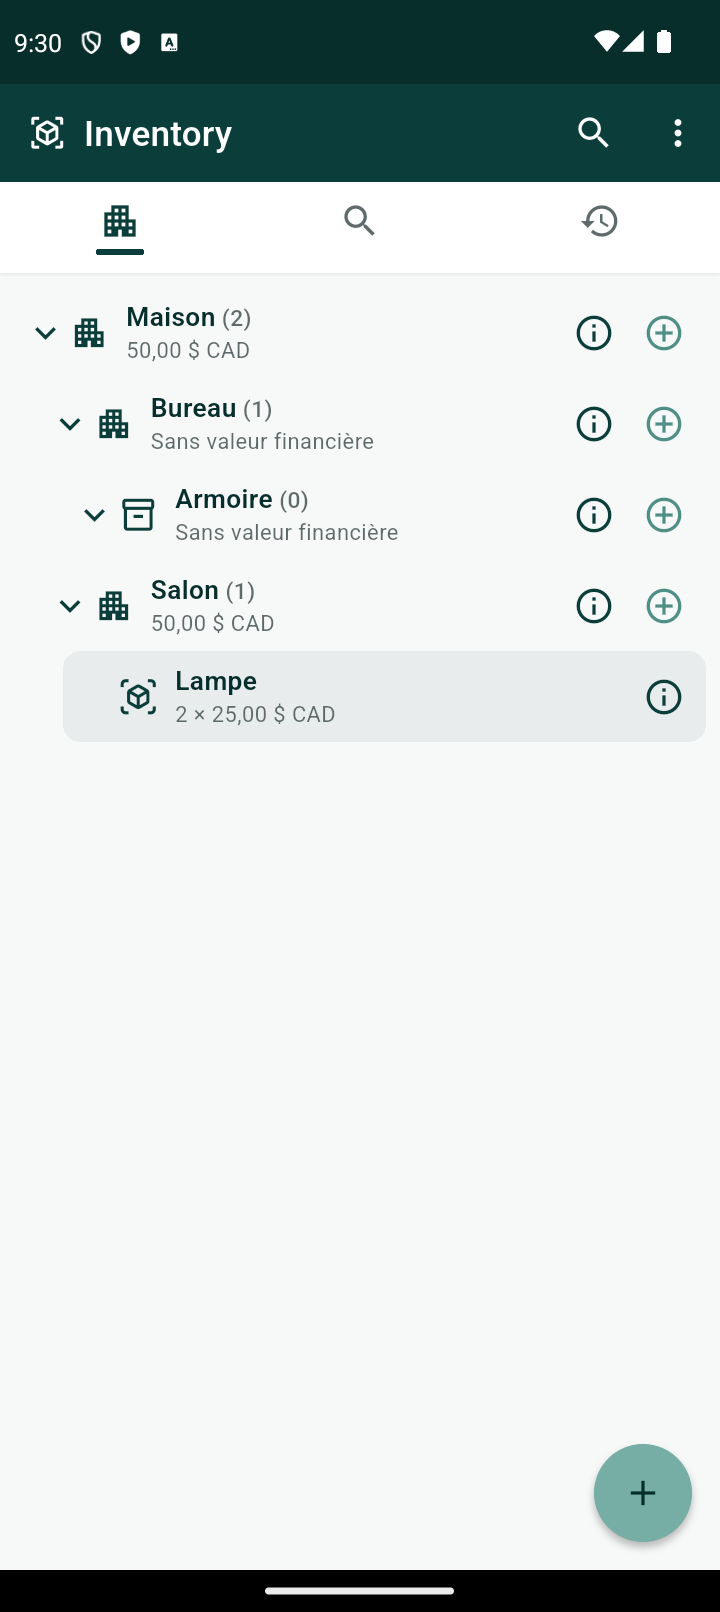 9:30
Inventory
Maison (2)
50,00 $ CAD
Bureau (1)
Sans valeur financière
Armoire (0)
Sans valeur financière
Salon (1)
50,00 $ CAD
Lampe
2 × 25,00 $ CAD